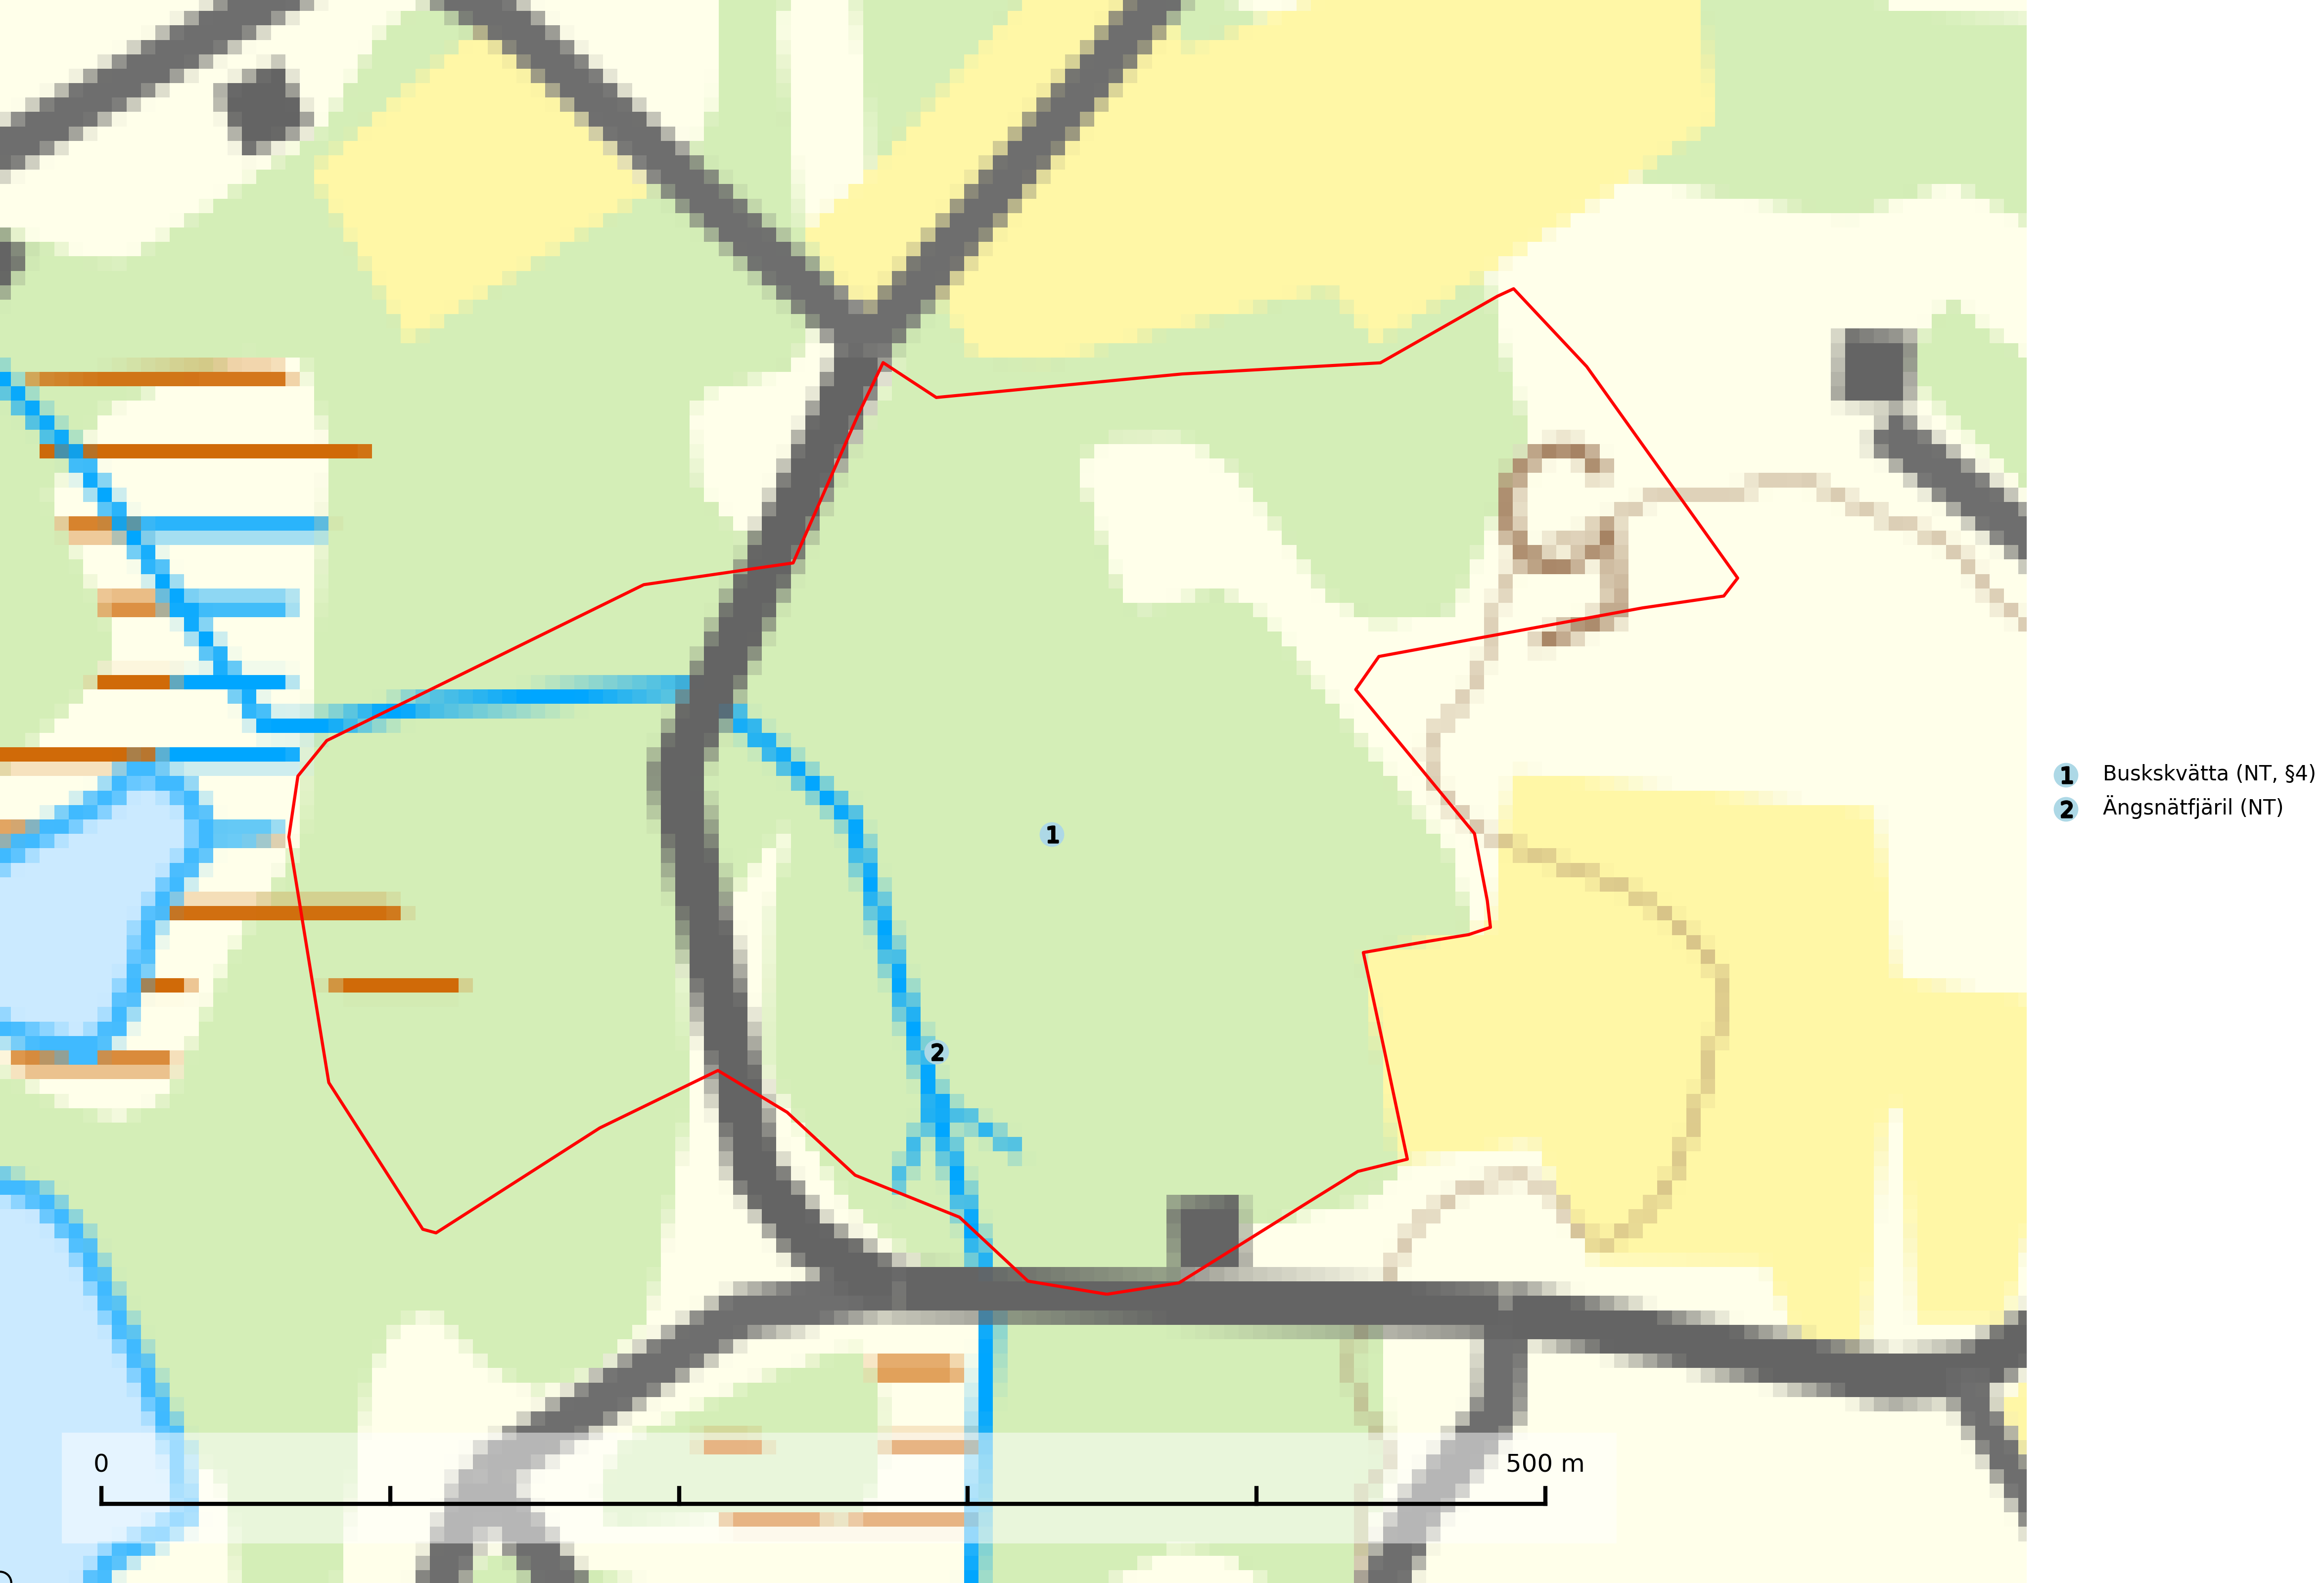 1
2
1 Buskskvätta (NT, §4)
2 Ängsnätfjäril (NT)
0 500 m